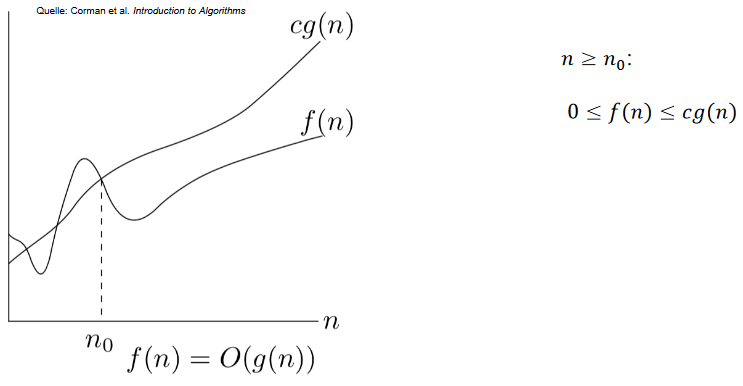 Quelle: Corman et al. Introduction to Algorithms
cg(n)
n ≥ n₀:
0 ≤ f(n) ≤ cg(n)
f(n)
n
n₀
f(n) = O(g(n))